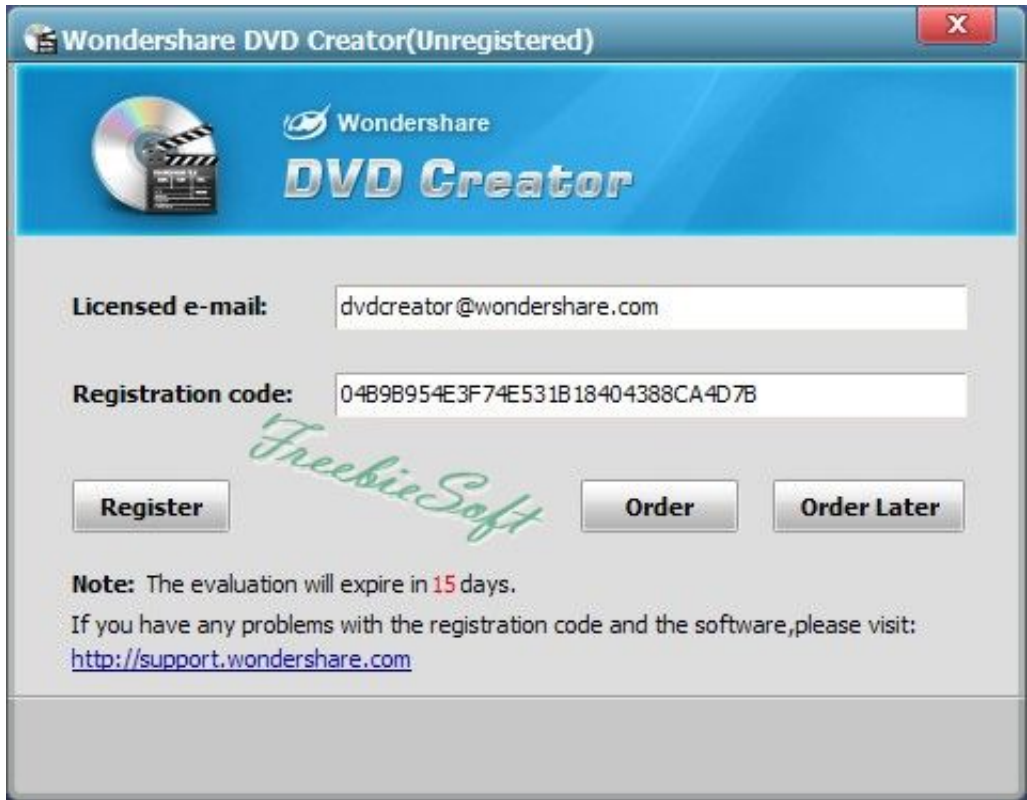 Wondershare DVD Creator(Unregistered)
X
Wondershare
DVD Creator
Licensed e-mail: dvdcreator@wondershare.com
Registration code: 04B9B954E3F74E531B18404388CA4D7B
FreebieSoft
Register Order Order Later
Note: The evaluation will expire in 15 days.
If you have any problems with the registration code and the software,please visit:
http://support.wondershare.com